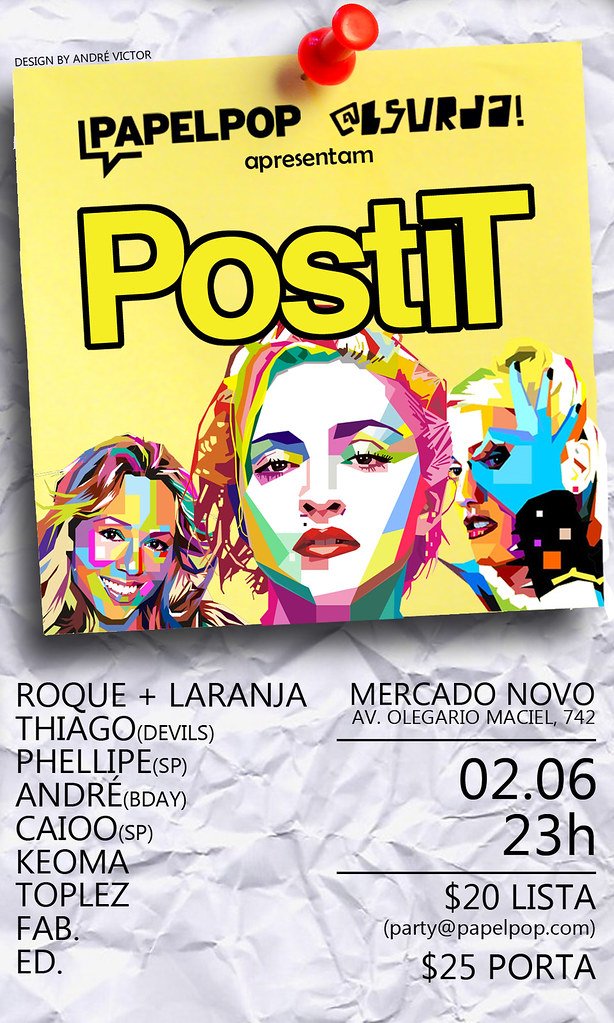 DESIGN BY ANDRÉ VICTOR
PAPELPOP @BSURDA!
apresentam
PostiT
ROQUE + LARANJA
THIAGO(DEVILS)
PHELLIPE(SP)
ANDRÉ(BDAY)
CAIOO(SP)
KEOMA
TOPLEZ
FAB.
ED.
MERCADO NOVO
AV. OLEGARIO MACIEL, 742
02.06
23h
$20 LISTA
(party@papelpop.com)
$25 PORTA